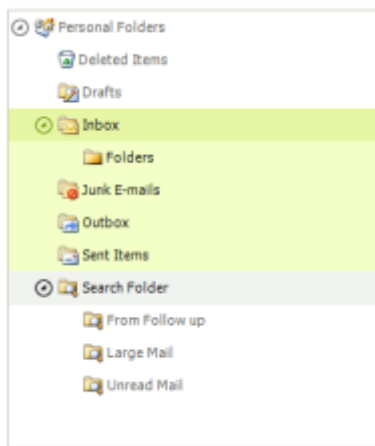 Personal Folders
Deleted Items
Drafts
Inbox
Folders
Junk E-mails
Outbox
Sent Items
Search Folder
From Follow up
Large Mail
Unread Mail